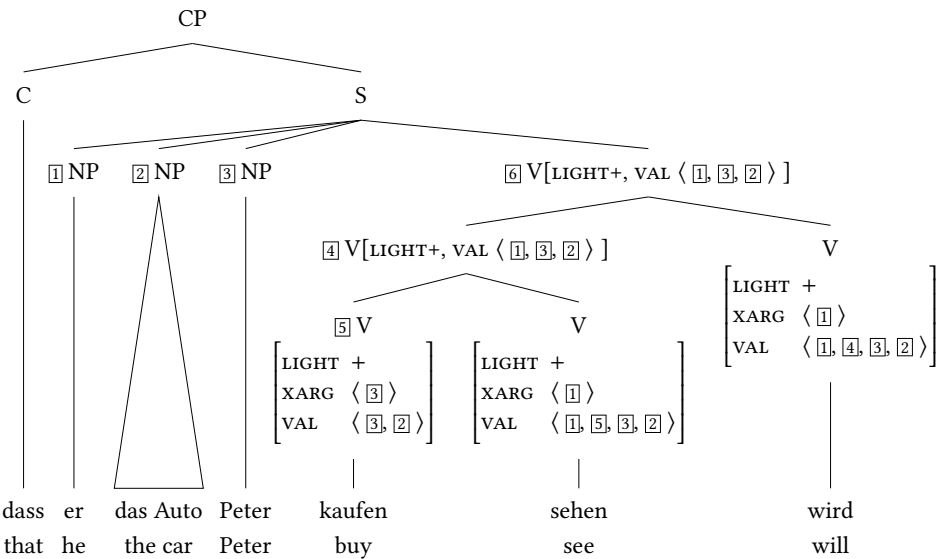 CP
C S
1 NP 2 NP 3 NP 6 V[LIGHT+, VAL ⟨ 1, 3, 2 ⟩ ]
4 V[LIGHT+, VAL ⟨ 1, 3, 2 ⟩ ] V
LIGHT +
XARG ⟨ 1 ⟩
VAL ⟨ 1, 4, 3, 2 ⟩
5 V V
LIGHT + LIGHT +
XARG ⟨ 3 ⟩ XARG ⟨ 1 ⟩
VAL ⟨ 3, 2 ⟩ VAL ⟨ 1, 5, 3, 2 ⟩
dass er das Auto Peter kaufen sehen wird
that he the car Peter buy see will